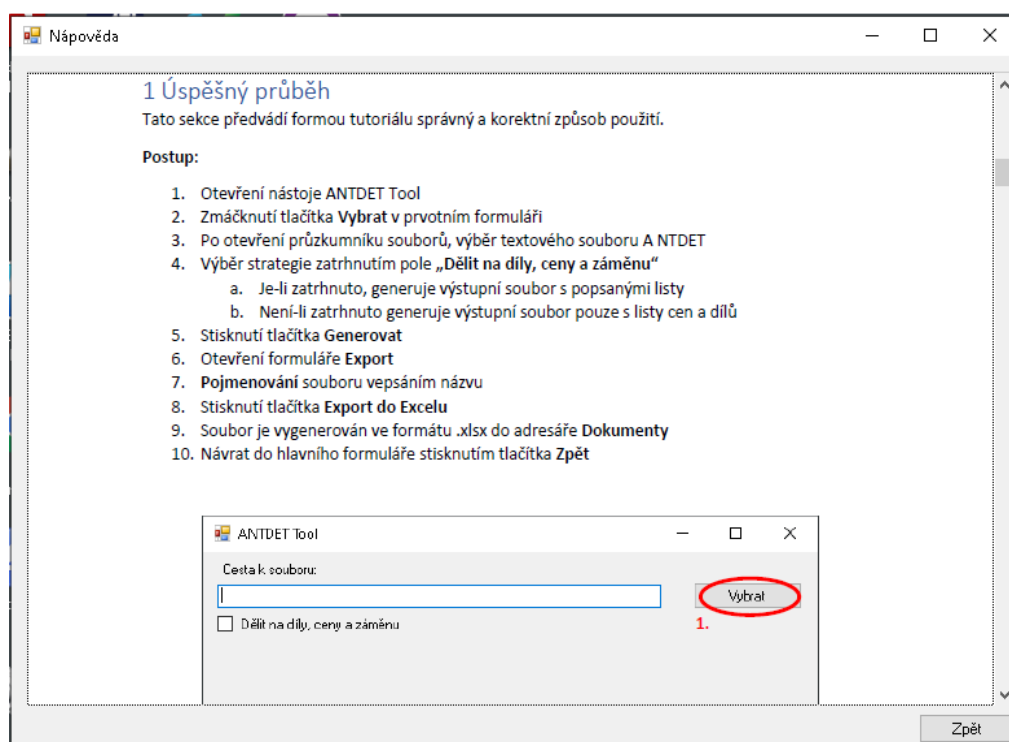 Nápověda
1 Úspěšný průběh
Tato sekce předvádí formou tutoriálu správný a korektní způsob použití.
Postup:
1. Otevření nástoje ANTDET Tool
2. Zmáčknutí tlačítka Vybrat v prvotním formuláři
3. Po otevření průzkumníku souborů, výběr textového souboru A NTDET
4. Výběr strategie zatrhnutím pole „Dělit na díly, ceny a záměnu“
a. Je-li zatrhnuto, generuje výstupní soubor s popsanými listy
b. Není-li zatrhnuto generuje výstupní soubor pouze s listy cen a dílů
5. Stisknutí tlačítka Generovat
6. Otevření formuláře Export
7. Pojmenování souboru vepsáním názvu
8. Stisknutí tlačítka Export do Excelu
9. Soubor je vygenerován ve formátu .xlsx do adresáře Dokumenty
10. Návrat do hlavního formuláře stisknutím tlačítka Zpět
ANTDET Tool
Cesta k souboru:
Vybrat
Dělit na díly, ceny a záměnu
1.
Zpět